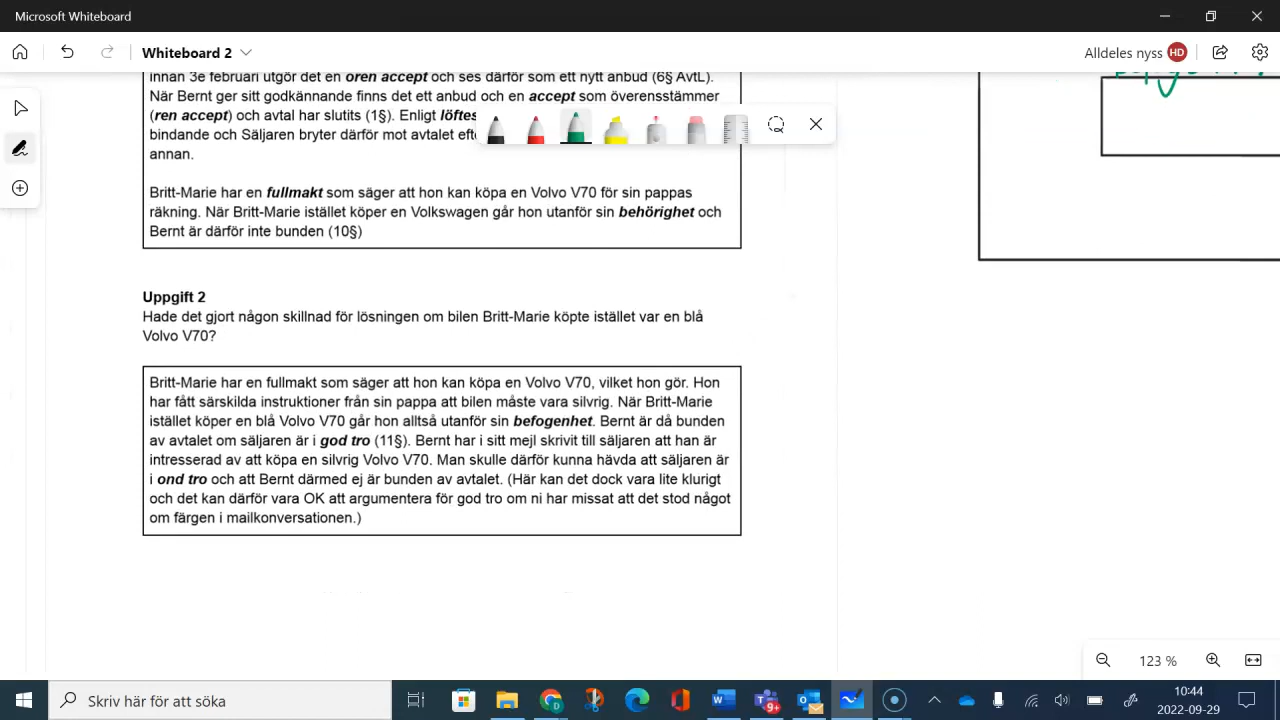 Microsoft Whiteboard
Whiteboard 2
Alldeles nyss HD
innan 3e februari utgör det en oren accept och ses därför som ett nytt anbud (6§ AvtL).
När Bernt ger sitt godkännande finns det ett anbud och en accept som överensstämmer
(ren accept) och avtal har slutits (1§). Enligt löftes
bindande och Säljaren bryter därför mot avtalet efte
annan.
Britt-Marie har en fullmakt som säger att hon kan köpa en Volvo V70 för sin pappas
räkning. När Britt-Marie istället köper en Volkswagen går hon utanför sin behörighet och
Bernt är därför inte bunden (10§)
Uppgift 2
Hade det gjort någon skillnad för lösningen om bilen Britt-Marie köpte istället var en blå
Volvo V70?
Britt-Marie har en fullmakt som säger att hon kan köpa en Volvo V70, vilket hon gör. Hon
har fått särskilda instruktioner från sin pappa att bilen måste vara silvrig. När Britt-Marie
istället köper en blå Volvo V70 går hon alltså utanför sin befogenhet. Bernt är då bunden
av avtalet om säljaren är i god tro (11§). Bernt har i sitt mejl skrivit till säljaren att han är
intresserad av att köpa en silvrig Volvo V70. Man skulle därför kunna hävda att säljaren är
i ond tro och att Bernt därmed ej är bunden av avtalet. (Här kan det dock vara lite klurigt
och det kan därför vara OK att argumentera för god tro om ni har missat att det stod något
om färgen i mailkonversationen.)
123 %
Skriv här för att söka
9+
10:44
2022-09-29